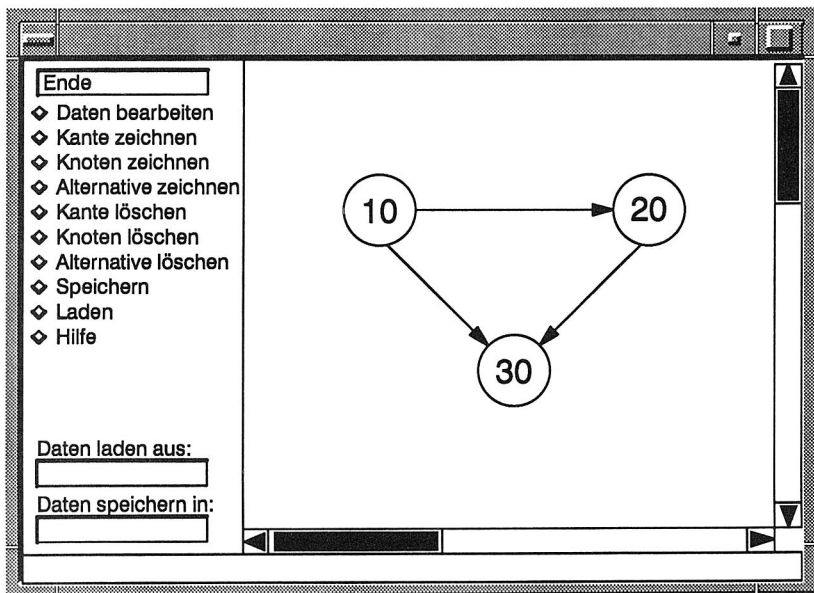 Ende
Daten bearbeiten
Kante zeichnen
Knoten zeichnen
Alternative zeichnen
Kante löschen
Knoten löschen
Alternative löschen
Speichern
Laden
Hilfe
Daten laden aus:
Daten speichern in:
10
20
30